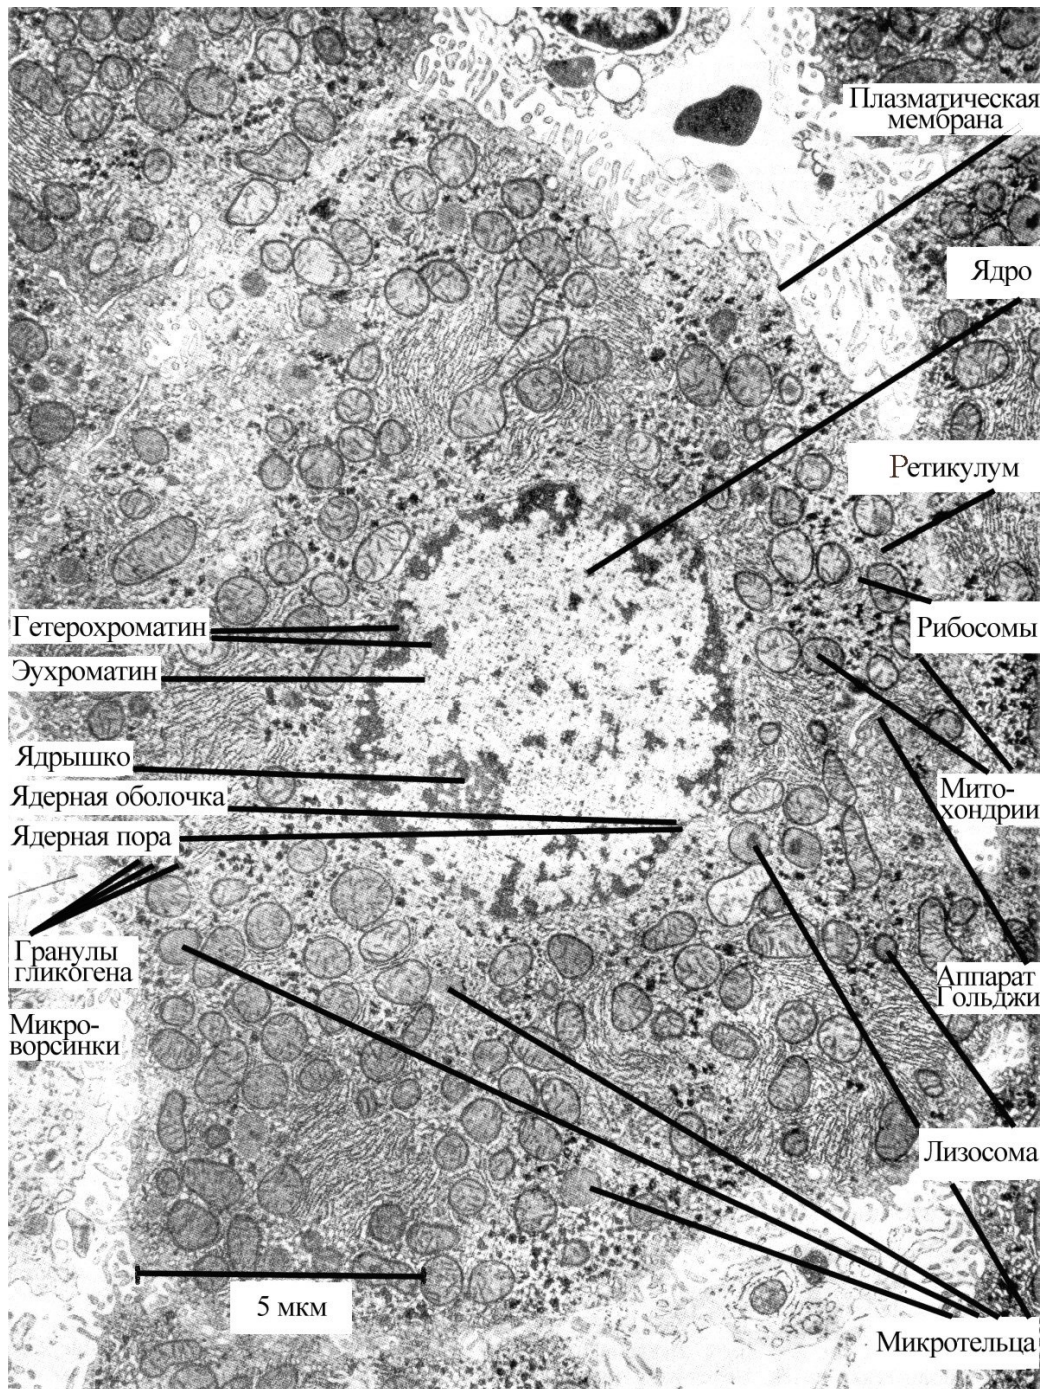 Плазматическая
мембрана
Ядро
Ретикулум
Гетерохроматин
Рибосомы
Эухроматин
Ядрышко
Ядерная оболочка
Мито-
хондрии
Ядерная пора
Гранулы
гликогена
Аппарат
Гольджи
Микро-
ворсинки
Лизосома
5 мкм
Микротельца